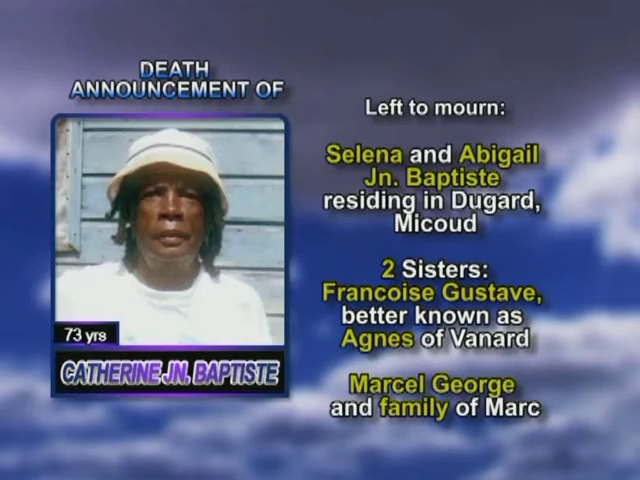 DEATH
ANNOUNCEMENT OF
73 yrs
CATHERINE JN. BAPTISTE
Left to mourn:
Selena and Abigail
Jn. Baptiste
residing in Dugard,
Micoud
2 Sisters:
Francoise Gustave,
better known as
Agnes of Vanard
Marcel George
and family of Marc